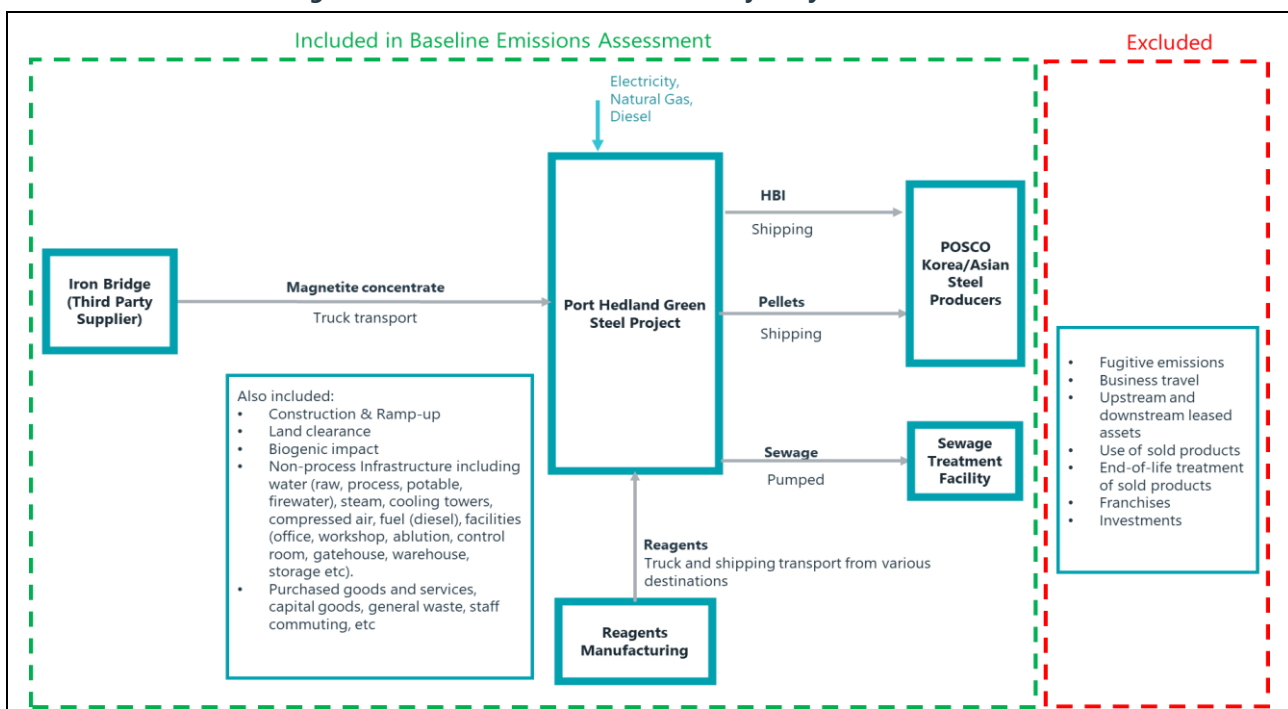 Included in Baseline Emissions Assessment
Excluded
Electricity,
Natural Gas,
Diesel
Iron Bridge
(Third Party
Supplier)
Magnetite concentrate
Truck transport
Port Hedland Green
Steel Project
HBI
Shipping
Pellets
Shipping
POSCO
Korea/Asian
Steel
Producers
Sewage
Pumped
Sewage
Treatment
Facility
Reagents
Truck and shipping transport from various
destinations
Reagents
Manufacturing
Also included:
• Construction & Ramp-up
• Land clearance
• Biogenic impact
• Non-process Infrastructure including
water (raw, process, potable,
firewater), steam, cooling towers,
compressed air, fuel (diesel), facilities
(office, workshop, ablution, control
room, gatehouse, warehouse,
storage etc).
• Purchased goods and services,
capital goods, general waste, staff
commuting, etc
• Fugitive emissions
• Business travel
• Upstream and
downstream leased
assets
• Use of sold products
• End-of-life treatment
of sold products
• Franchises
• Investments